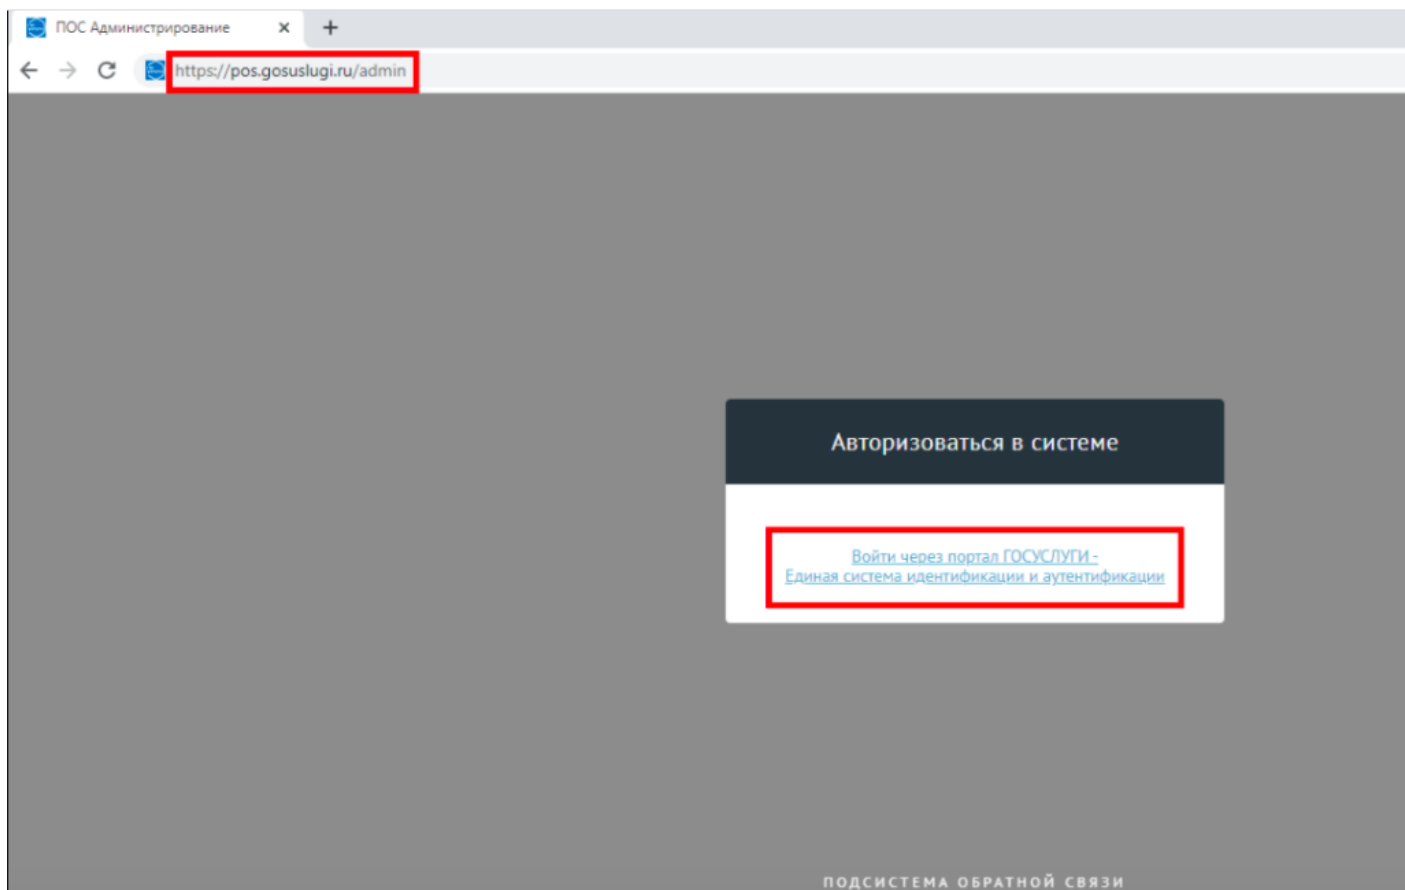 ПОС Администрирование
https://pos.gosuslugi.ru/admin
Авторизоваться в системе
Войти через портал ГОСУСЛУГИ -
Единая система идентификации и аутентификации
ПОДСИСТЕМА ОБРАТНОЙ СВЯЗИ